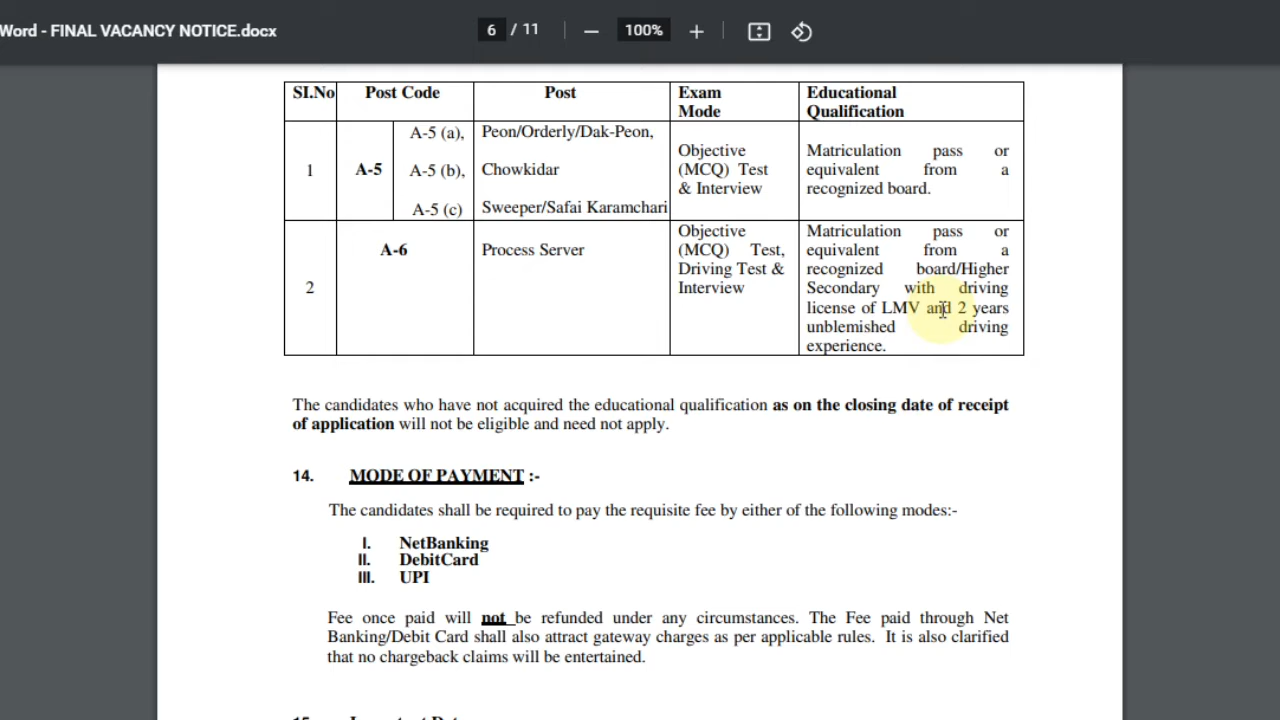 Word - FINAL VACANCY NOTICE.docx
6 / 11
100%
SI.No Post Code Post Exam Mode Educational Qualification
1 A-5
A-5 (a),
A-5 (b),
A-5 (c)
Peon/Orderly/Dak-Peon,
Chowkidar
Sweeper/Safai Karamchari
Objective
(MCQ) Test
& Interview
Matriculation pass or
equivalent from a
recognized board.
2 A-6
Process Server
Objective
(MCQ) Test,
Driving Test &
Interview
Matriculation pass or
equivalent from a
recognized board/Higher
Secondary with driving
license of LMV and 2 years
unblemished driving
experience.
The candidates who have not acquired the educational qualification as on the closing date of receipt
of application will not be eligible and need not apply.
14. MODE OF PAYMENT :-
The candidates shall be required to pay the requisite fee by either of the following modes:-
I. NetBanking
II. DebitCard
III. UPI
Fee once paid will not be refunded under any circumstances. The Fee paid through Net
Banking/Debit Card shall also attract gateway charges as per applicable rules. It is also clarified
that no chargeback claims will be entertained.